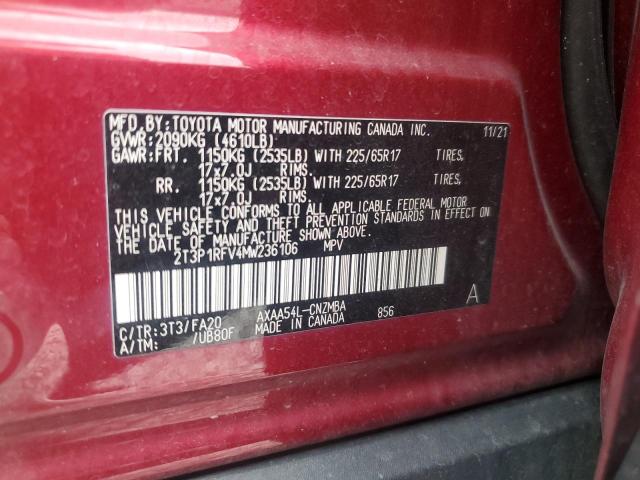 MFD. BY: TOYOTA MOTOR MANUFACTURING CANADA INC. 11/21
GVWR: 2090KG (4610LB)
GAWR: FRT. 1150KG (2535LB) WITH 225/65R17 TIRES,
17x7.0J RIMS.
RR. 1150KG (2535LB) WITH 225/65R17 TIRES,
17x7.0J RIMS.
THIS VEHICLE CONFORMS TO ALL APPLICABLE FEDERAL MOTOR
VEHICLE SAFETY AND THEFT PREVENTION STANDARDS IN EFFECT ON
THE DATE OF MANUFACTURE SHOWN ABOVE.
2T3P1RFV4MW236106 MPV
C/TR: 3T3/FA20 AXAA54L-CNZMBA 856 A
A/TM: /UB80F MADE IN CANADA